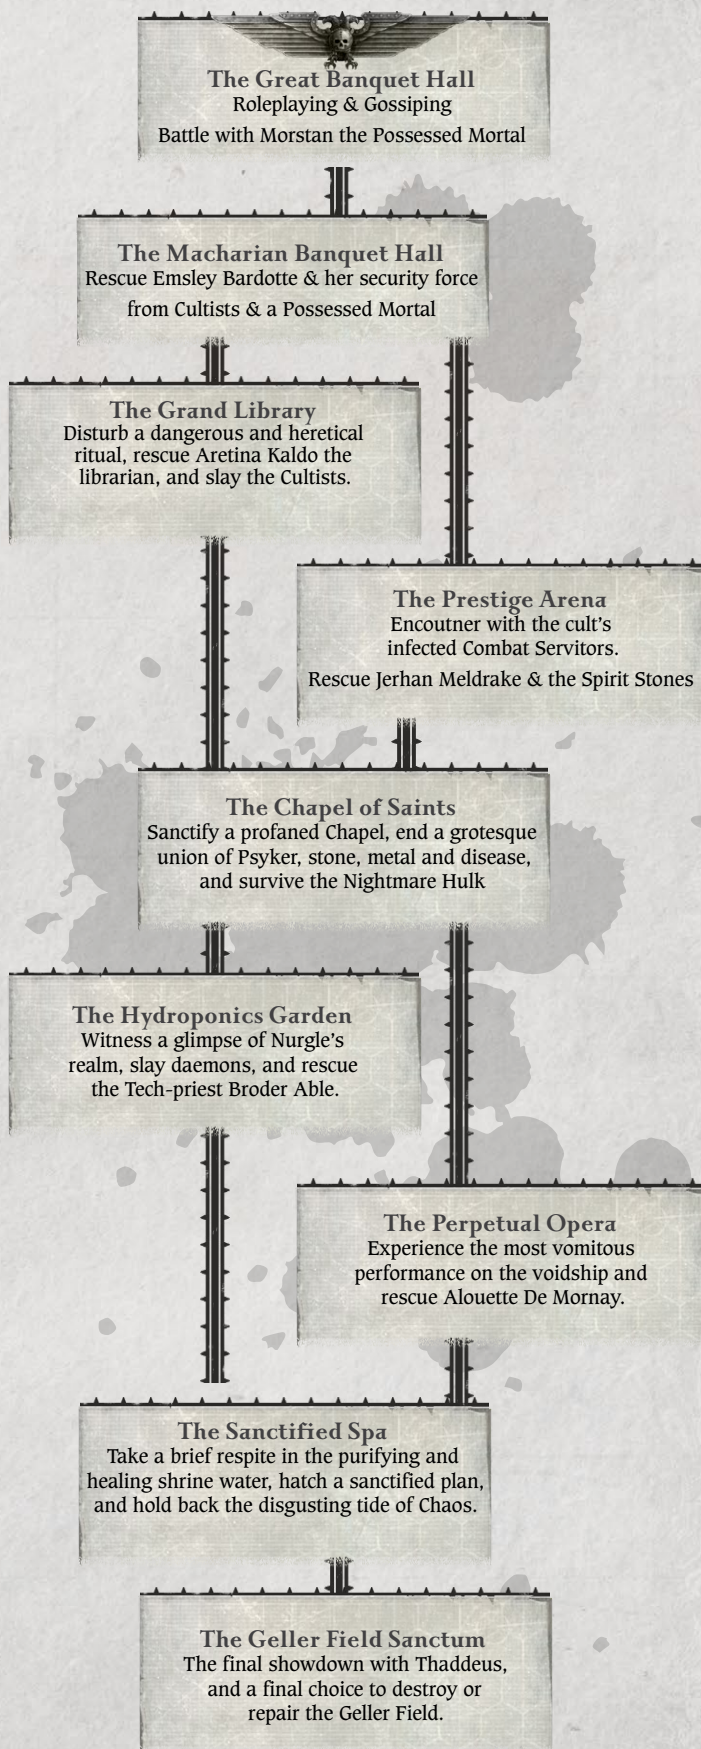 The Great Banquet Hall
Roleplaying & Gossiping
Battle with Morstan the Possessed Mortal
The Macharian Banquet Hall
Rescue Emsley Bardotte & her security force
from Cultists & a Possessed Mortal
The Grand Library
Disturb a dangerous and heretical
ritual, rescue Aretina Kaldo the
librarian, and slay the Cultists.
The Prestige Arena
Encoutner with the cult's
infected Combat Servitors.
Rescue Jerhan Meldrake & the Spirit Stones
The Chapel of Saints
Sanctify a profaned Chapel, end a grotesque
union of Psyker, stone, metal and disease,
and survive the Nightmare Hulk
The Hydroponics Garden
Witness a glimpse of Nurgle's
realm, slay daemons, and rescue
the Tech-priest Broder Able.
The Perpetual Opera
Experience the most vomitous
performance on the voidship and
rescue Alouette De Mornay.
The Sanctified Spa
Take a brief respite in the purifying and
healing shrine water, hatch a sanctified plan,
and hold back the disgusting tide of Chaos.
The Geller Field Sanctum
The final showdown with Thaddeus,
and a final choice to destroy or
repair the Geller Field.